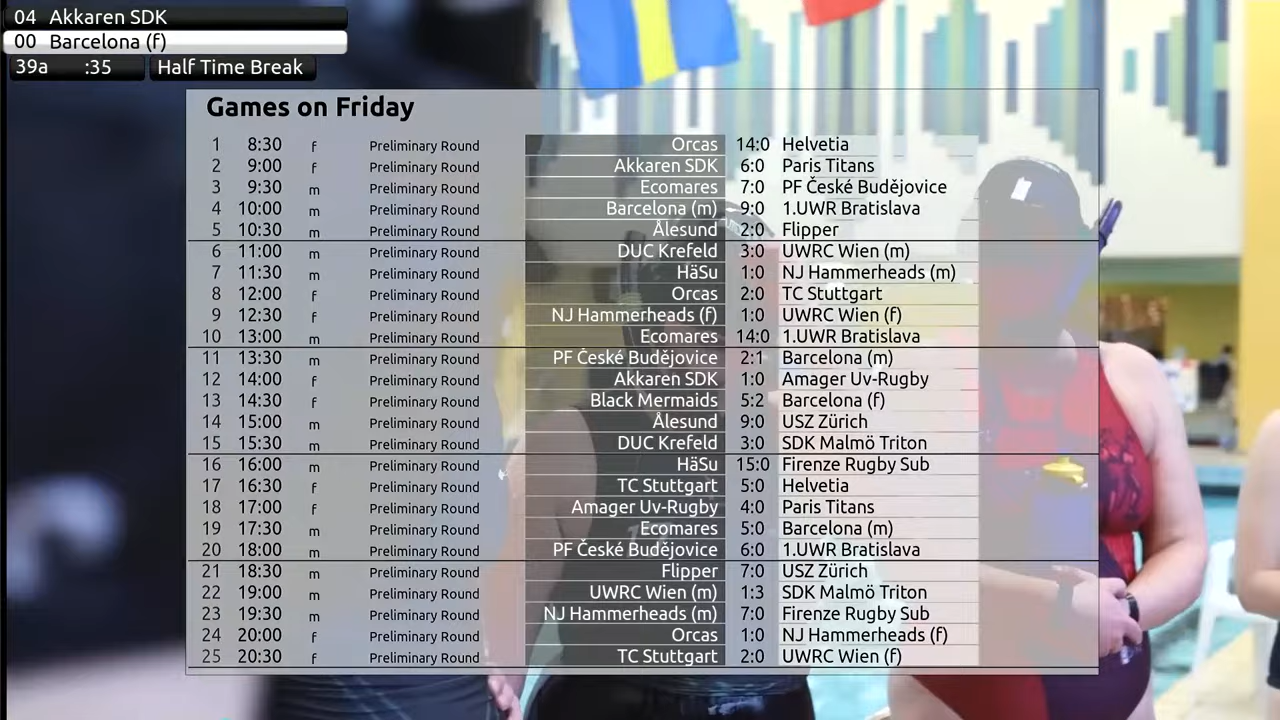 04 Akkaren SDK
00 Barcelona (f)
39a :35 Half Time Break
Games on Friday
1 8:30 f Preliminary Round Orcas 14:0 Helvetia
2 9:00 f Preliminary Round Akkaren SDK 6:0 Paris Titans
3 9:30 m Preliminary Round Ecomares 7:0 PF České Budějovice
4 10:00 m Preliminary Round Barcelona (m) 9:0 1.UWR Bratislava
5 10:30 m Preliminary Round Ålesund 2:0 Flipper
6 11:00 m Preliminary Round DUC Krefeld 3:0 UWRC Wien (m)
7 11:30 m Preliminary Round HäSu 1:0 NJ Hammerheads (m)
8 12:00 f Preliminary Round Orcas 2:0 TC Stuttgart
9 12:30 f Preliminary Round NJ Hammerheads (f) 1:0 UWRC Wien (f)
10 13:00 m Preliminary Round Ecomares 14:0 1.UWR Bratislava
11 13:30 m Preliminary Round PF České Budějovice 2:1 Barcelona (m)
12 14:00 f Preliminary Round Akkaren SDK 1:0 Amager Uv-Rugby
13 14:30 f Preliminary Round Black Mermaids 5:2 Barcelona (f)
14 15:00 m Preliminary Round Ålesund 9:0 USZ Zürich
15 15:30 m Preliminary Round DUC Krefeld 3:0 SDK Malmö Triton
16 16:00 m Preliminary Round HäSu 15:0 Firenze Rugby Sub
17 16:30 f Preliminary Round TC Stuttgart 5:0 Helvetia
18 17:00 f Preliminary Round Amager Uv-Rugby 4:0 Paris Titans
19 17:30 m Preliminary Round Ecomares 5:0 Barcelona (m)
20 18:00 m Preliminary Round PF České Budějovice 6:0 1.UWR Bratislava
21 18:30 m Preliminary Round Flipper 7:0 USZ Zürich
22 19:00 m Preliminary Round UWRC Wien (m) 1:3 SDK Malmö Triton
23 19:30 m Preliminary Round NJ Hammerheads (m) 7:0 Firenze Rugby Sub
24 20:00 f Preliminary Round Orcas 1:0 NJ Hammerheads (f)
25 20:30 f Preliminary Round TC Stuttgart 2:0 UWRC Wien (f)